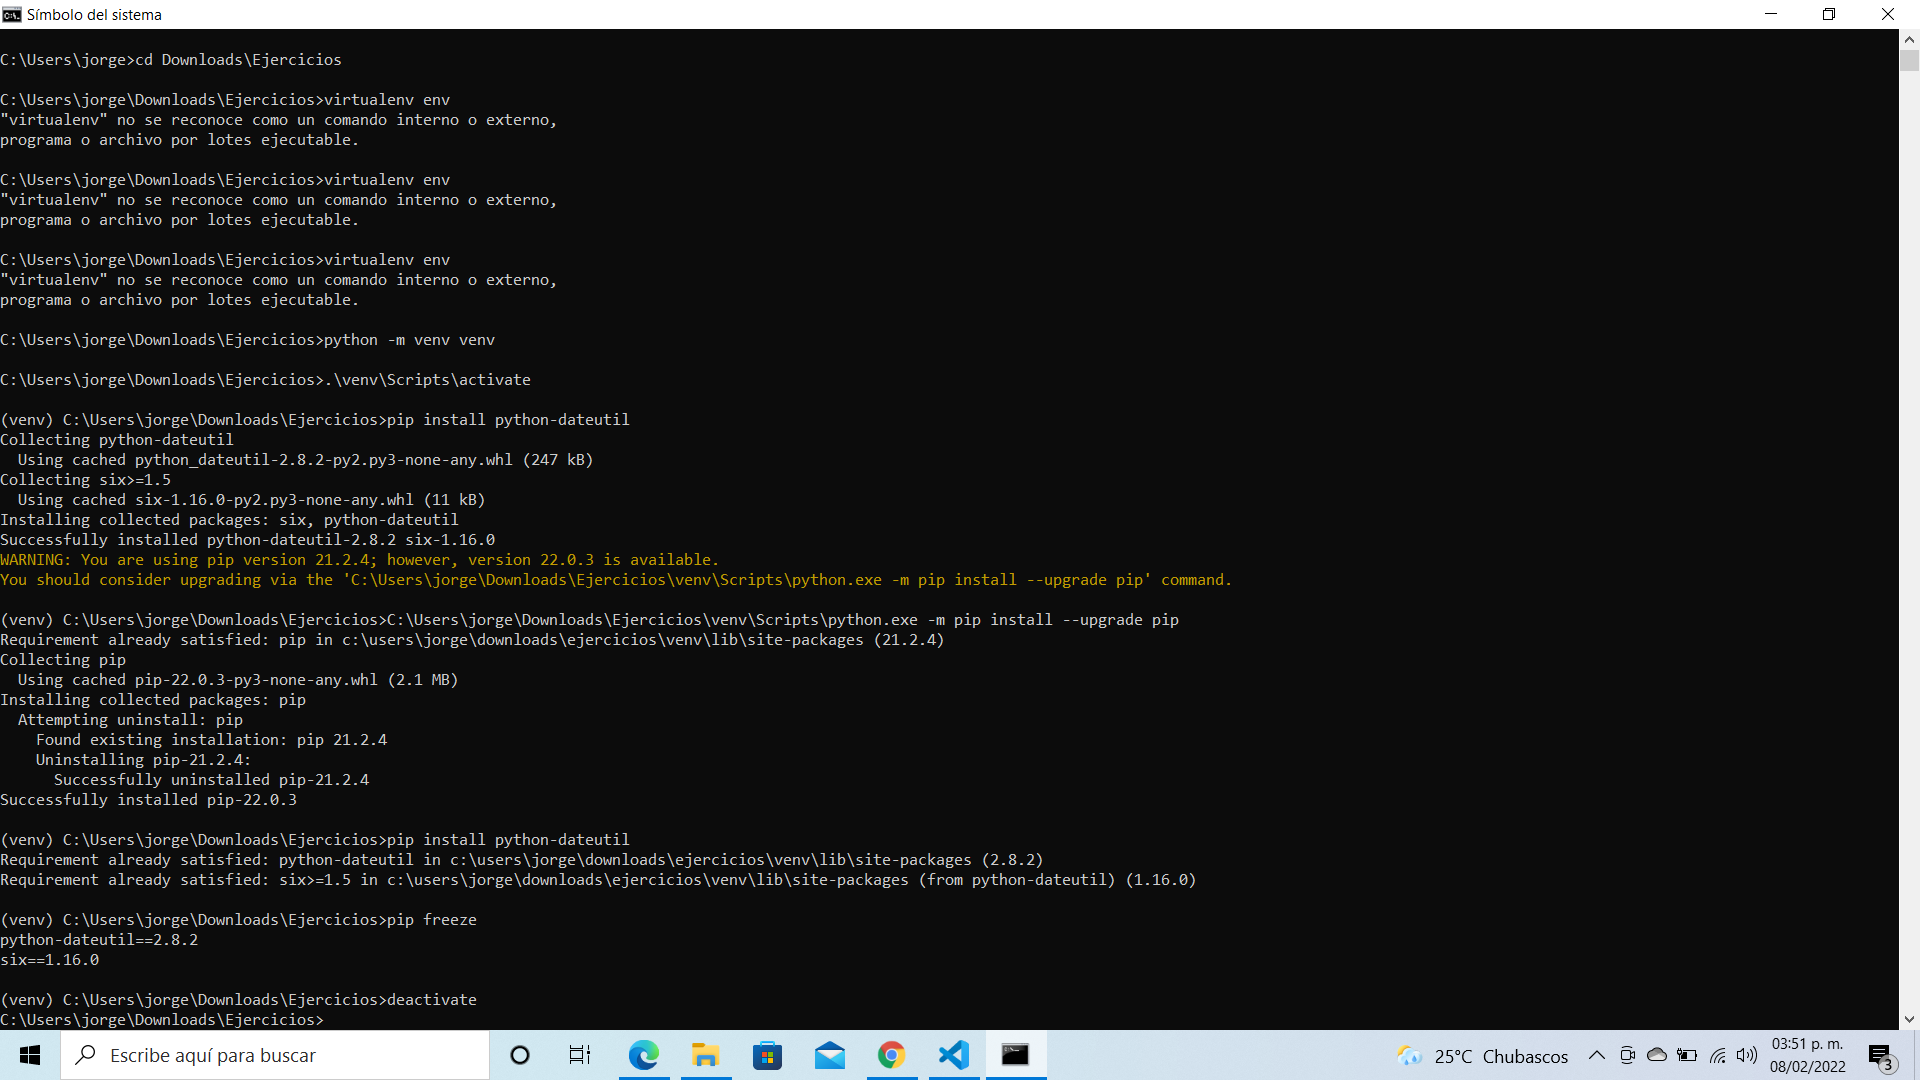 Símbolo del sistema
C:\Users\jorge>cd Downloads\Ejercicios
C:\Users\jorge\Downloads\Ejercicios>virtualenv env
"virtualenv" no se reconoce como un comando interno o externo,
programa o archivo por lotes ejecutable.
C:\Users\jorge\Downloads\Ejercicios>virtualenv env
"virtualenv" no se reconoce como un comando interno o externo,
programa o archivo por lotes ejecutable.
C:\Users\jorge\Downloads\Ejercicios>virtualenv env
"virtualenv" no se reconoce como un comando interno o externo,
programa o archivo por lotes ejecutable.
C:\Users\jorge\Downloads\Ejercicios>python -m venv venv
C:\Users\jorge\Downloads\Ejercicios>.\venv\Scripts\activate
(venv) C:\Users\jorge\Downloads\Ejercicios>pip install python-dateutil
Collecting python-dateutil
  Using cached python_dateutil-2.8.2-py2.py3-none-any.whl (247 kB)
Collecting six>=1.5
  Using cached six-1.16.0-py2.py3-none-any.whl (11 kB)
Installing collected packages: six, python-dateutil
Successfully installed python-dateutil-2.8.2 six-1.16.0
WARNING: You are using pip version 21.2.4; however, version 22.0.3 is available.
You should consider upgrading via the 'C:\Users\jorge\Downloads\Ejercicios\venv\Scripts\python.exe -m pip install --upgrade pip' command.
(venv) C:\Users\jorge\Downloads\Ejercicios>C:\Users\jorge\Downloads\Ejercicios\venv\Scripts\python.exe -m pip install --upgrade pip
Requirement already satisfied: pip in c:\users\jorge\downloads\ejercicios\venv\lib\site-packages (21.2.4)
Collecting pip
  Using cached pip-22.0.3-py3-none-any.whl (2.1 MB)
Installing collected packages: pip
  Attempting uninstall: pip
    Found existing installation: pip 21.2.4
    Uninstalling pip-21.2.4:
      Successfully uninstalled pip-21.2.4
Successfully installed pip-22.0.3
(venv) C:\Users\jorge\Downloads\Ejercicios>pip install python-dateutil
Requirement already satisfied: python-dateutil in c:\users\jorge\downloads\ejercicios\venv\lib\site-packages (2.8.2)
Requirement already satisfied: six>=1.5 in c:\users\jorge\downloads\ejercicios\venv\lib\site-packages (from python-dateutil) (1.16.0)
(venv) C:\Users\jorge\Downloads\Ejercicios>pip freeze
python-dateutil==2.8.2
six==1.16.0
(venv) C:\Users\jorge\Downloads\Ejercicios>deactivate
C:\Users\jorge\Downloads\Ejercicios>
Escribe aquí para buscar
25°C Chubascos
03:51 p. m.
08/02/2022
3